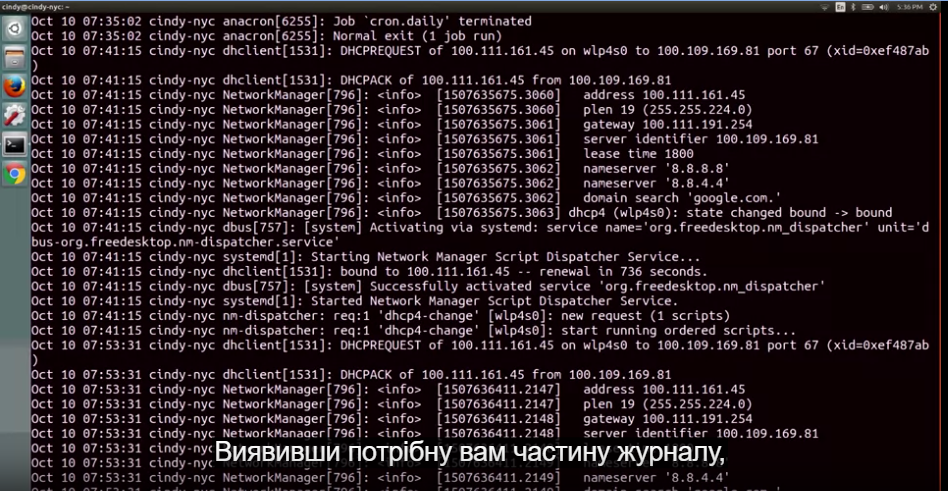 cindy@cindy-nyc: ~
En
5:36 PM
Oct 10 07:35:02 cindy-nyc anacron[6255]: Job `cron.daily' terminated
Oct 10 07:35:02 cindy-nyc anacron[6255]: Normal exit (1 job run)
Oct 10 07:41:15 cindy-nyc dhclient[1531]: DHCPREQUEST of 100.111.161.45 on wlp4s0 to 100.109.169.81 port 67 (xid=0xef487ab
)
Oct 10 07:41:15 cindy-nyc dhclient[1531]: DHCPACK of 100.111.161.45 from 100.109.169.81
Oct 10 07:41:15 cindy-nyc NetworkManager[796]: <info>  [1507635675.3060]   address 100.111.161.45
Oct 10 07:41:15 cindy-nyc NetworkManager[796]: <info>  [1507635675.3060]   plen 19 (255.255.224.0)
Oct 10 07:41:15 cindy-nyc NetworkManager[796]: <info>  [1507635675.3061]   gateway 100.111.191.254
Oct 10 07:41:15 cindy-nyc NetworkManager[796]: <info>  [1507635675.3061]   server identifier 100.109.169.81
Oct 10 07:41:15 cindy-nyc NetworkManager[796]: <info>  [1507635675.3061]   lease time 1800
Oct 10 07:41:15 cindy-nyc NetworkManager[796]: <info>  [1507635675.3062]   nameserver '8.8.8.8'
Oct 10 07:41:15 cindy-nyc NetworkManager[796]: <info>  [1507635675.3062]   nameserver '8.8.4.4'
Oct 10 07:41:15 cindy-nyc NetworkManager[796]: <info>  [1507635675.3062]   domain search 'google.com.'
Oct 10 07:41:15 cindy-nyc NetworkManager[796]: <info>  [1507635675.3063] dhcp4 (wlp4s0): state changed bound -> bound
Oct 10 07:41:15 cindy-nyc dbus[757]: [system] Activating via systemd: service name='org.freedesktop.nm_dispatcher' unit='d
bus-org.freedesktop.nm-dispatcher.service'
Oct 10 07:41:15 cindy-nyc systemd[1]: Starting Network Manager Script Dispatcher Service...
Oct 10 07:41:15 cindy-nyc dhclient[1531]: bound to 100.111.161.45 -- renewal in 736 seconds.
Oct 10 07:41:15 cindy-nyc dbus[757]: [system] Successfully activated service 'org.freedesktop.nm_dispatcher'
Oct 10 07:41:15 cindy-nyc systemd[1]: Started Network Manager Script Dispatcher Service.
Oct 10 07:41:15 cindy-nyc nm-dispatcher: req:1 'dhcp4-change' [wlp4s0]: new request (1 scripts)
Oct 10 07:41:15 cindy-nyc nm-dispatcher: req:1 'dhcp4-change' [wlp4s0]: start running ordered scripts...
Oct 10 07:53:31 cindy-nyc dhclient[1531]: DHCPREQUEST of 100.111.161.45 on wlp4s0 to 100.109.169.81 port 67 (xid=0xef487ab
)
Oct 10 07:53:31 cindy-nyc dhclient[1531]: DHCPACK of 100.111.161.45 from 100.109.169.81
Oct 10 07:53:31 cindy-nyc NetworkManager[796]: <info>  [1507636411.2147]   address 100.111.161.45
Oct 10 07:53:31 cindy-nyc NetworkManager[796]: <info>  [1507636411.2147]   plen 19 (255.255.224.0)
Oct 10 07:53:31 cindy-nyc NetworkManager[796]: <info>  [1507636411.2148]   gateway 100.111.191.254
Oct 10 07:53:31 cindy-nyc NetworkManager[796]: <info>  [1507636411.2148]   server identifier 100.109.169.81
Oct 10 07:53:31 cindy-nyc
Виявивши потрібну вам частину журналу,
Oct 10 07:53:31 cindy-nyc
Oct 10 07:53:31 cindy-nyc NetworkManager[796]: <info>  [1507636411.2149]   nameserver '8.8.4.4'